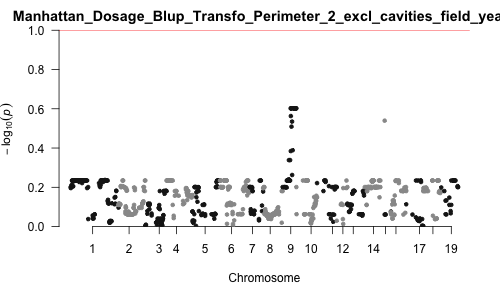 Manhattan_Dosage_Blup_Transfo_Perimeter_2_excl_cavities_field_yea
1.0
0.8
0.6
0.4
0.2
0.0
− log10(p)
1 2 3 4 5 6 7 8 9 10 12 14 17 19
Chromosome